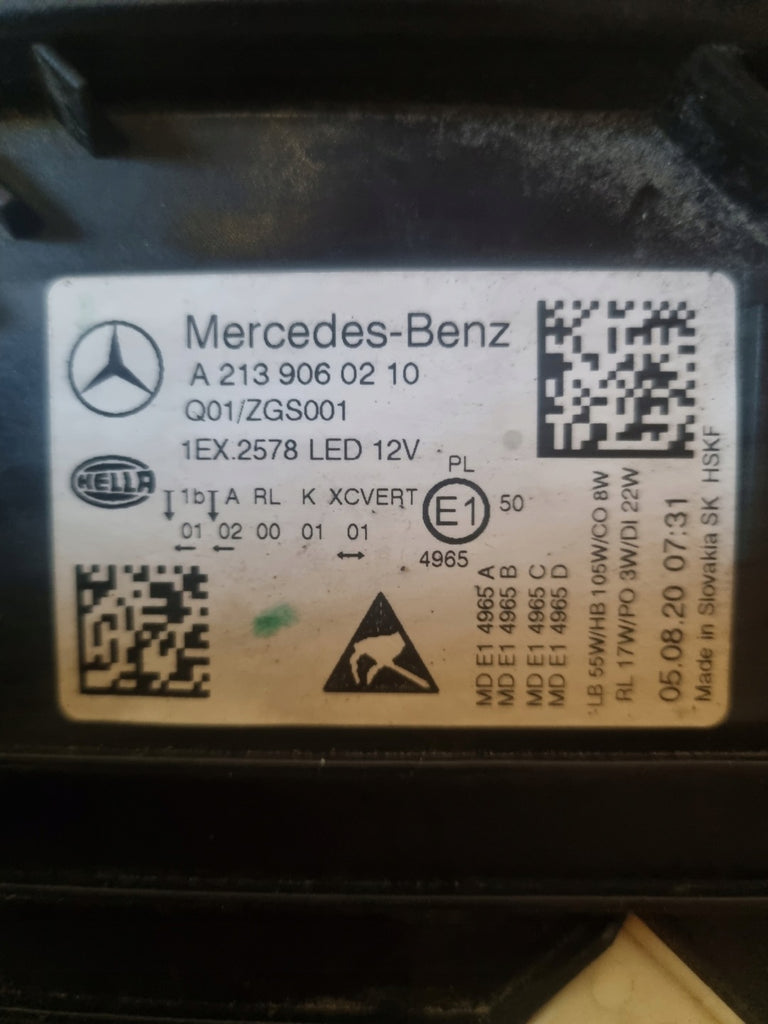 Mercedes-Benz
A 213 906 02 10
Q01/ZGS001
1EX.2578 LED 12V
HELLA
1b A RL K XCVERT
01 02 00 01 01
PL
E1
50
4965
MD E1 4965 A
MD E1 4965 B
MD E1 4965 C
MD E1 4965 D
LB 55W/HB 105W/CO 8W
RL 17W/PO 3W/DI 22W
05.08.20 07:31
Made in Slovakia SK HSKF